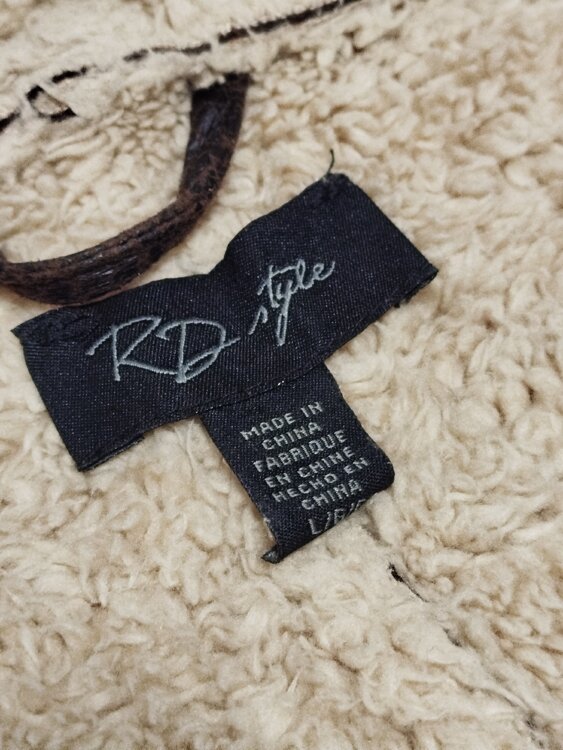 RD style
MADE IN
CHINA
FABRIQUE
EN CHINE
HECHO EN
CHINA